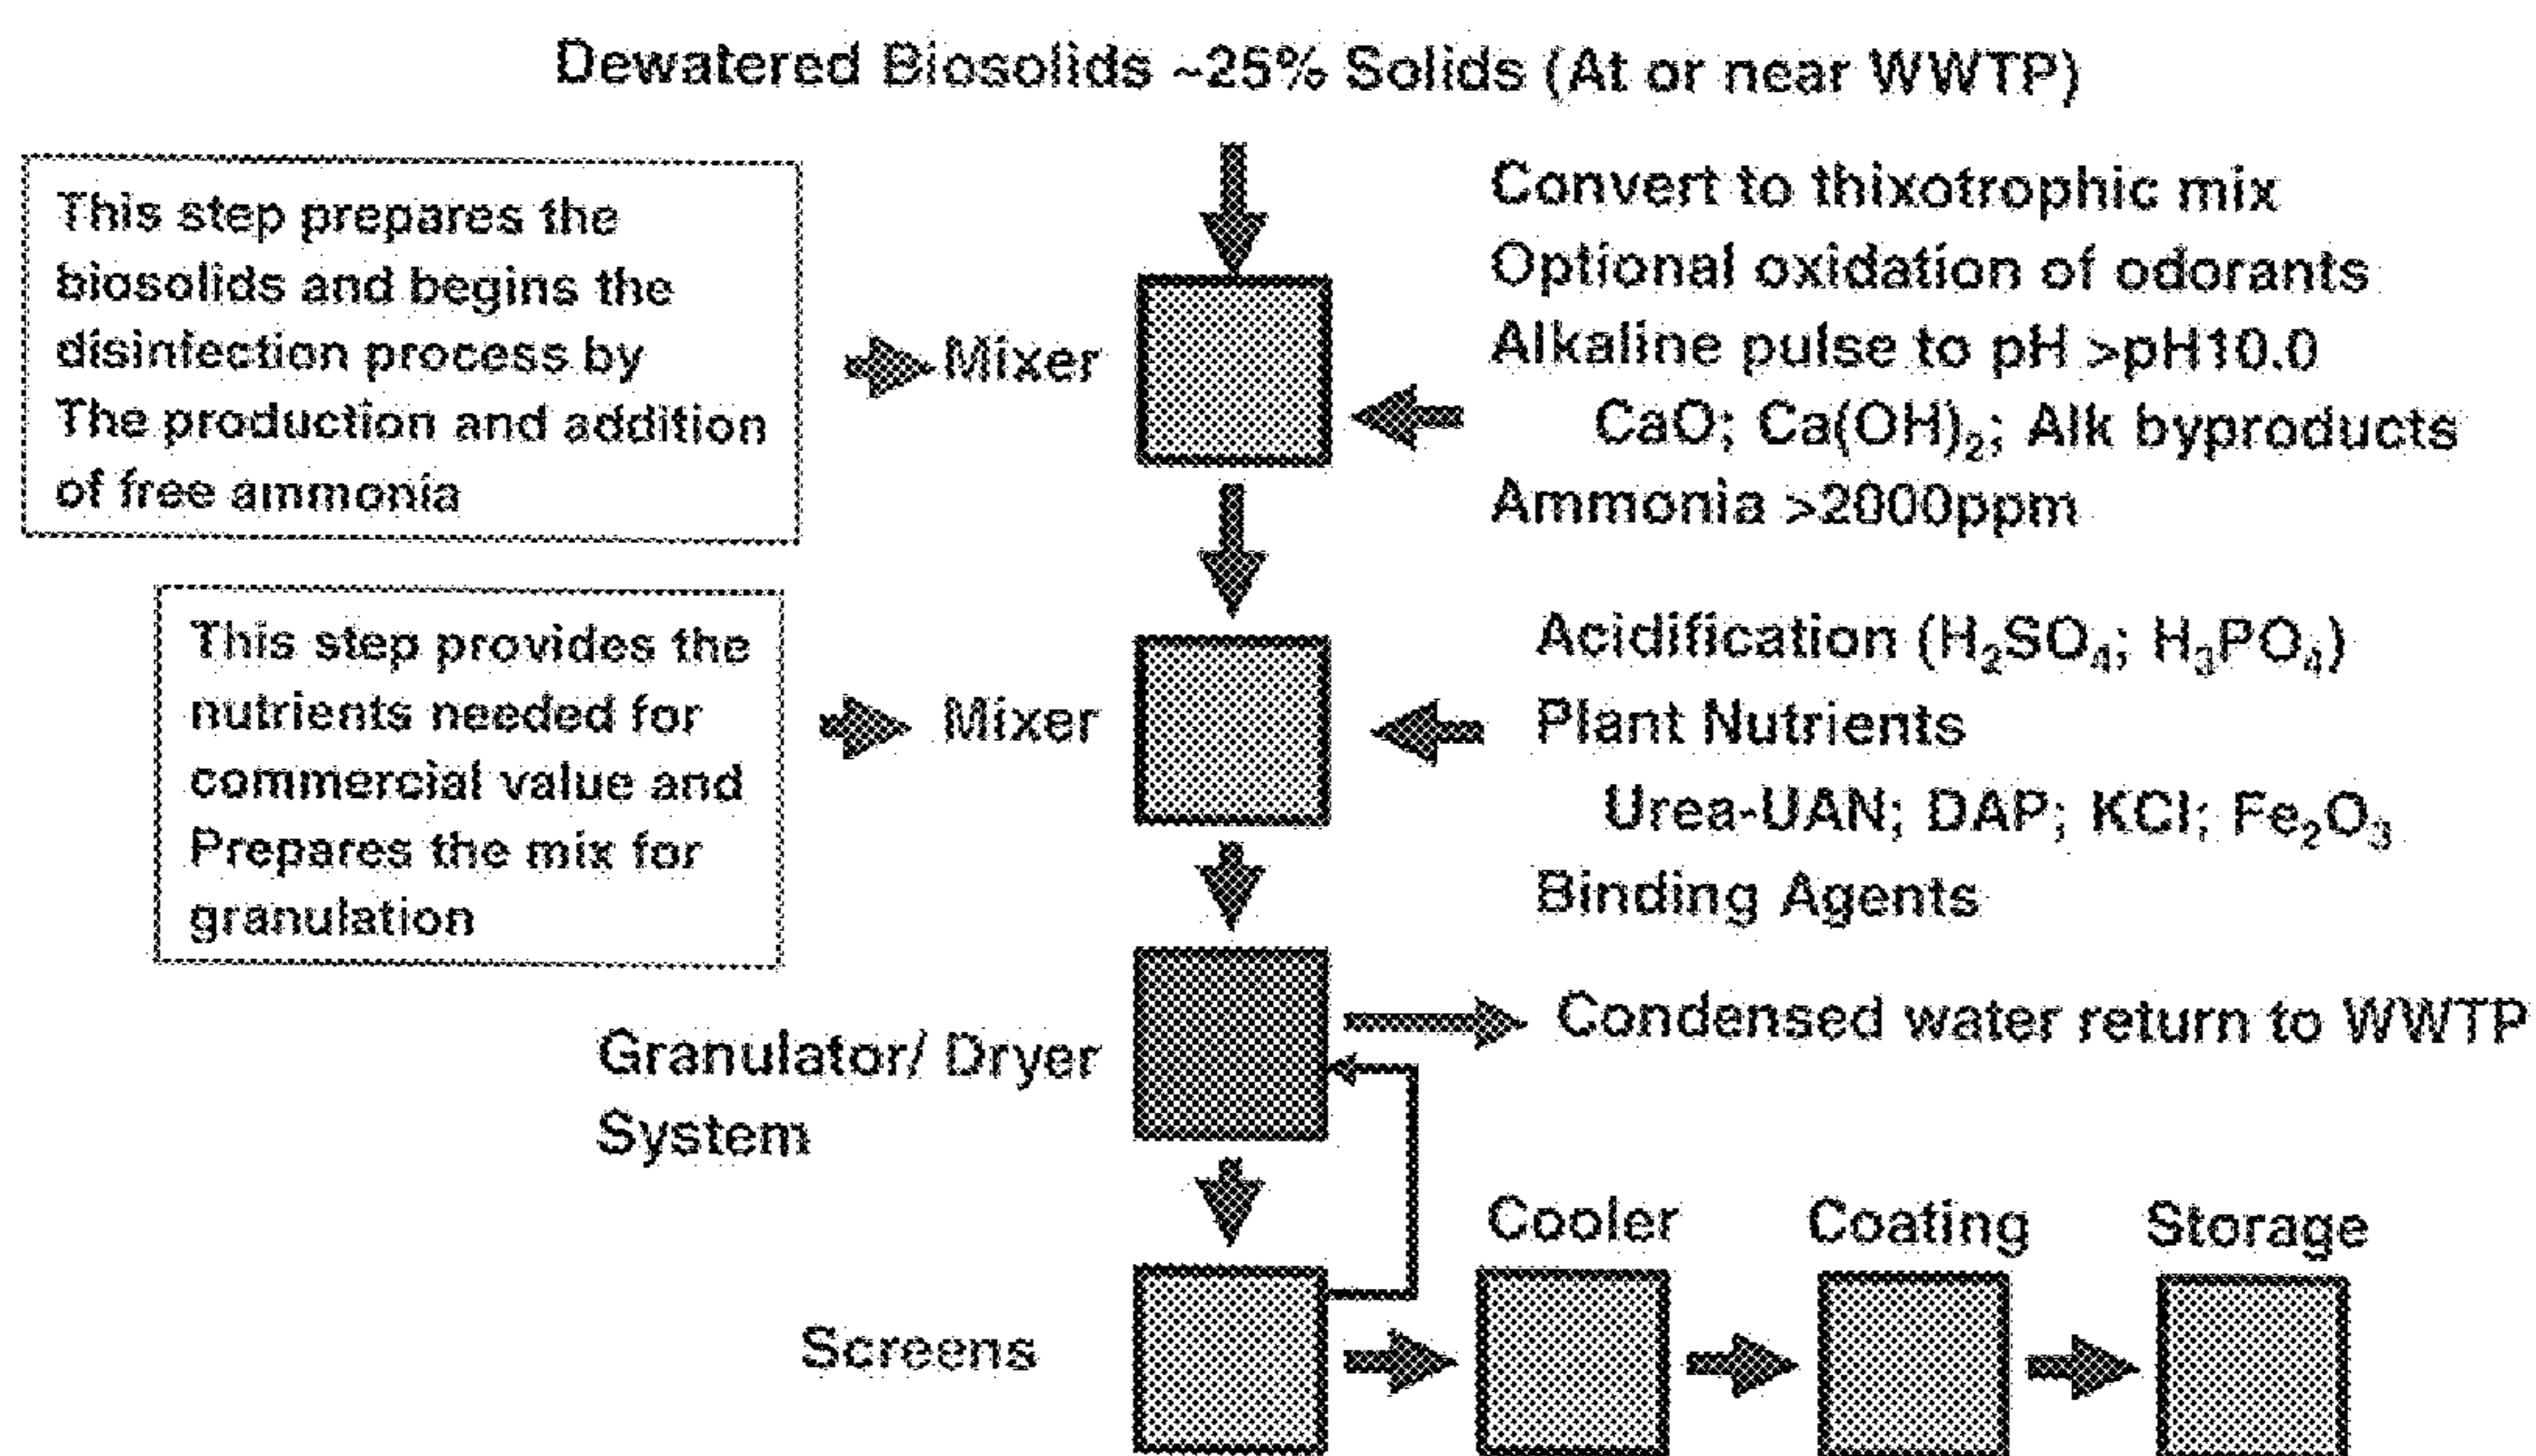 Dewatered Biosolids ~25% Solids (At or near WWTP)
This step prepares the
biosolids and begins the
disinfection process by
The production and addition
of free ammonia
Mixer
Convert to thixotrophic mix
Optional oxidation of odorants
Alkaline pulse to pH >pH10.0
CaO; Ca(OH)₂; Alk byproducts
Ammonia >2000ppm
This step provides the
nutrients needed for
commercial value and
Prepares the mix for
granulation
Mixer
Acidification (H₂SO₄; H₃PO₄)
Plant Nutrients
Urea-UAN; DAP; KCl; Fe₂O₃
Binding Agents
Granulator/ Dryer
System
Condensed water return to WWTP
Screens
Cooler
Coating
Storage